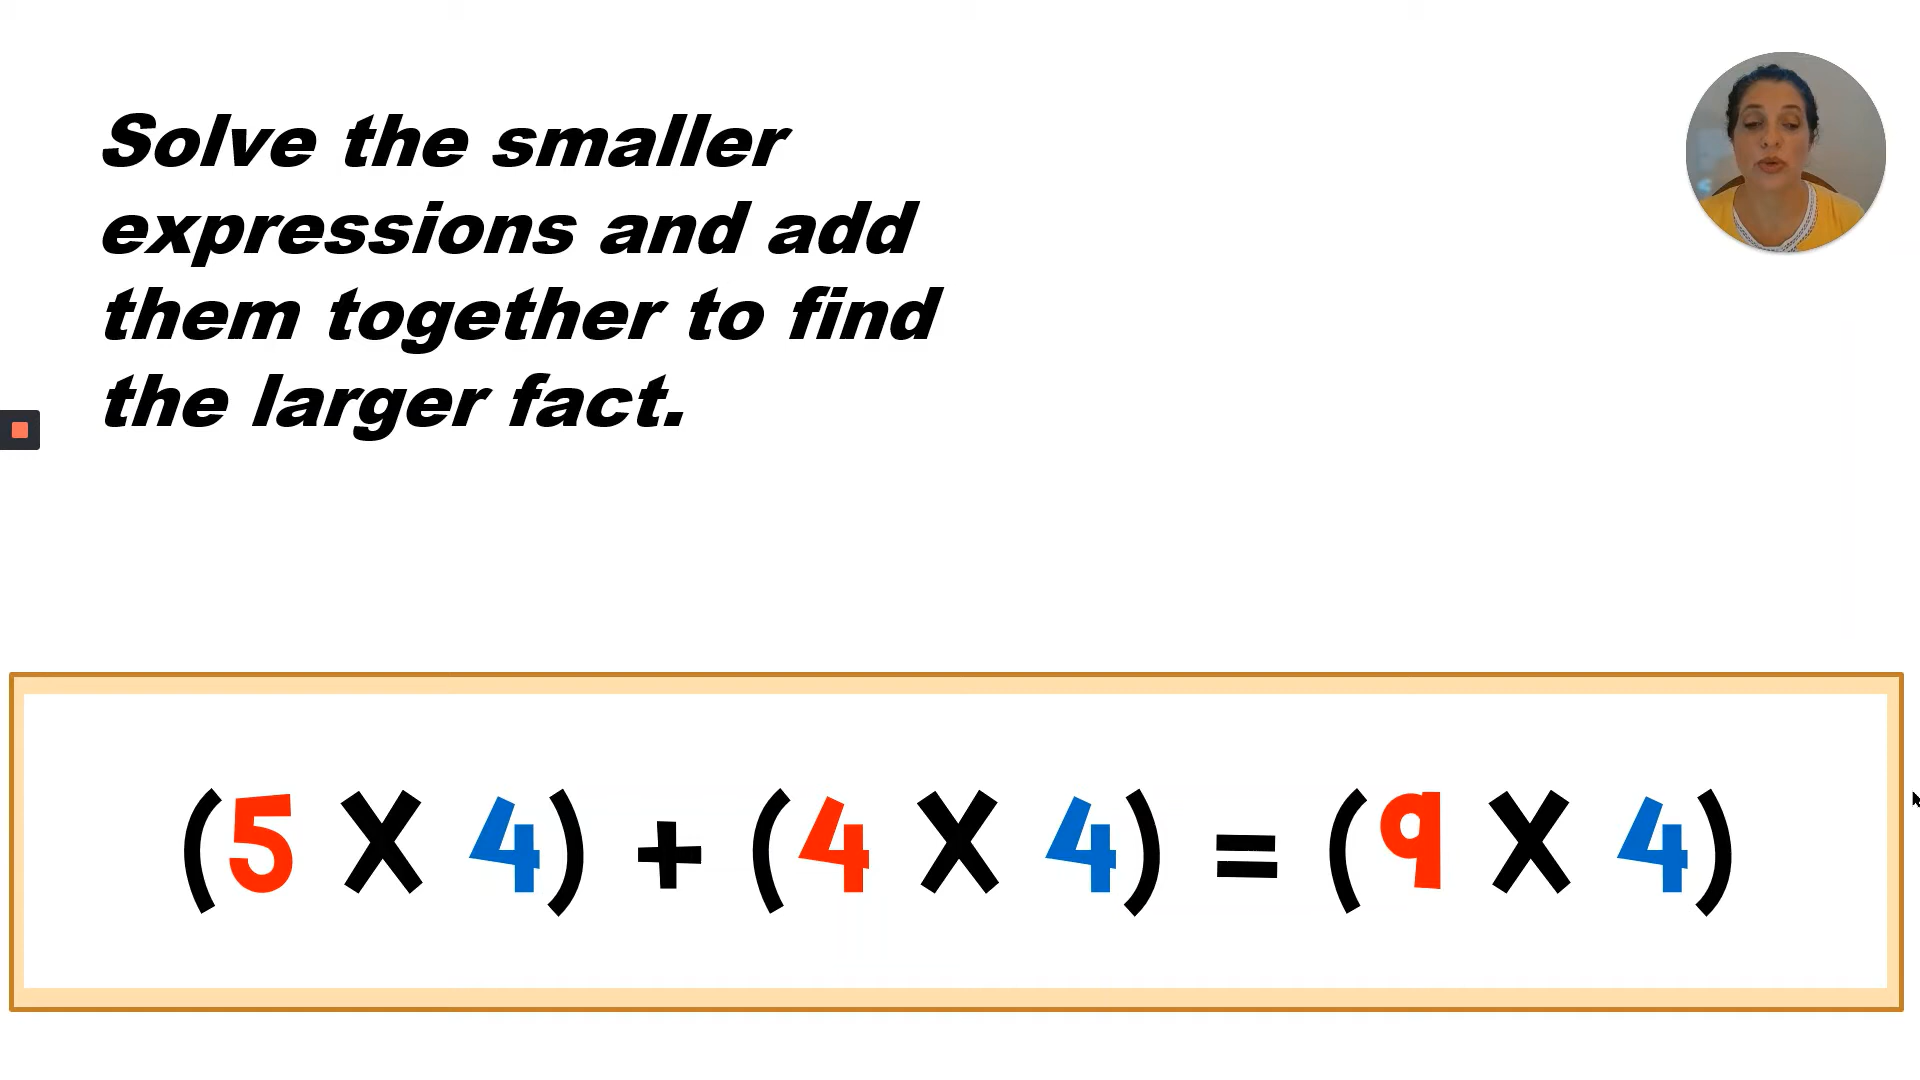 Solve the smaller
expressions and add
them together to find
the larger fact.
(5 X 4) + (4 X 4) = (9 X 4)